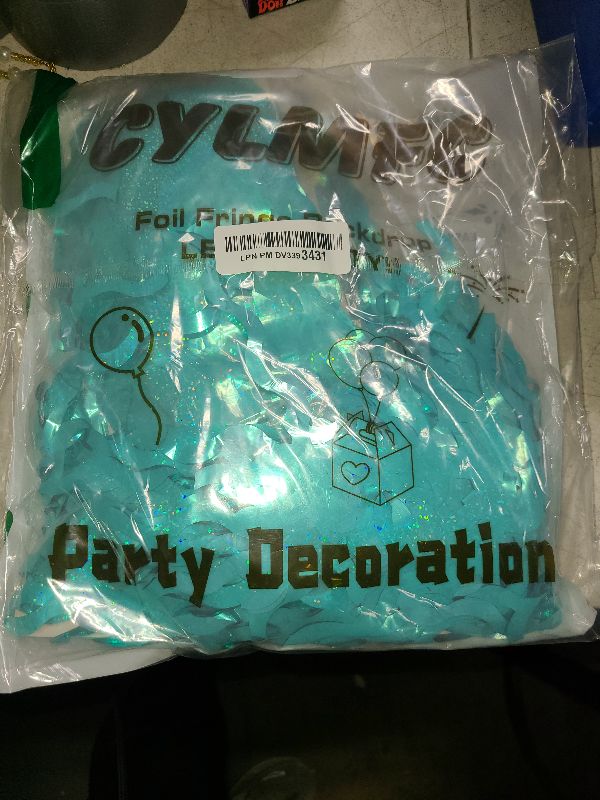 CYLMFC
Foil Fringe Backdrop
LPN PM DV3393431
Party Decoration